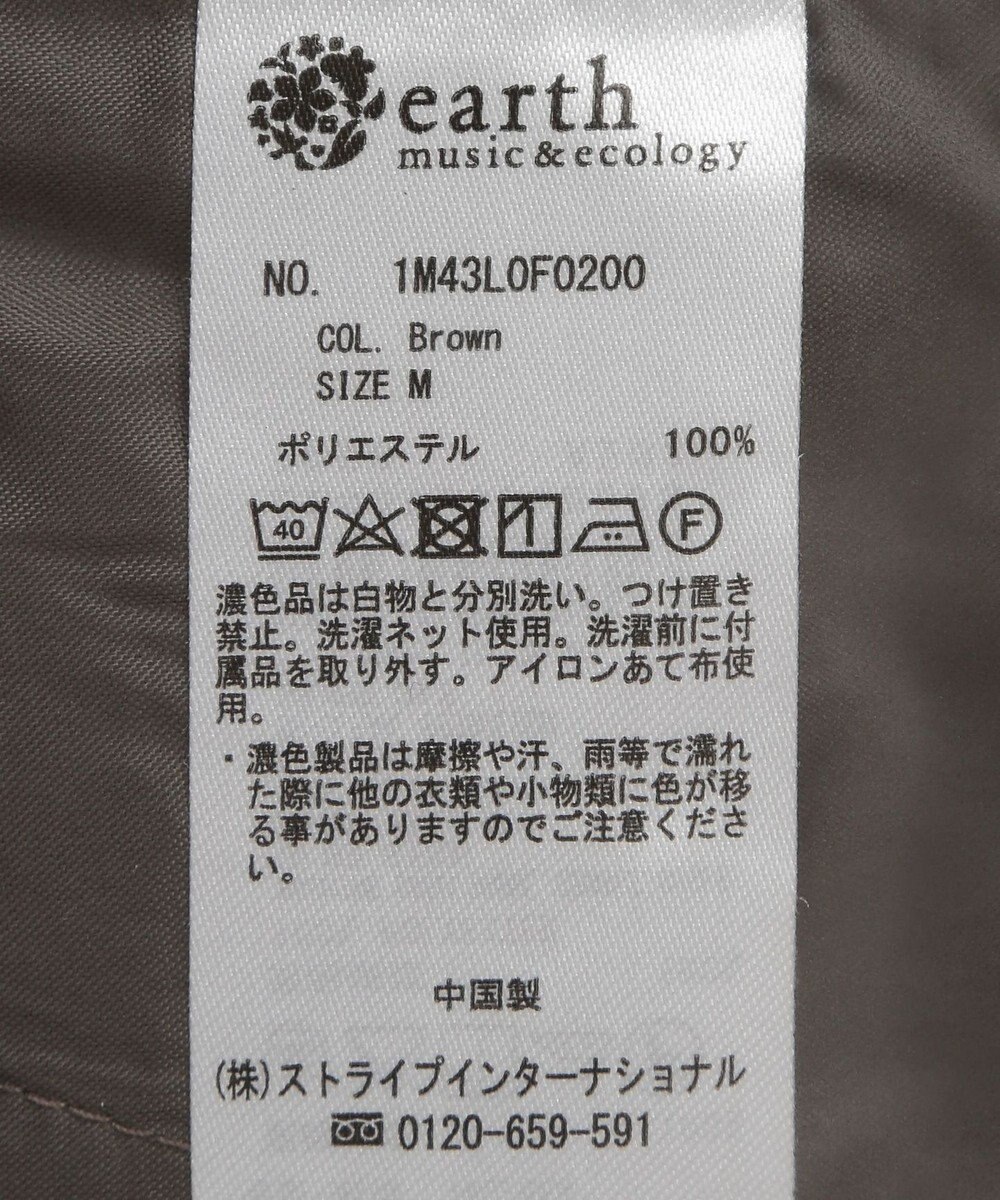 earth
music&ecology
NO. 1M43L0F0200
COL. Brown
SIZE M
ポリエステル 100%
40 F
濃色品は白物と分別洗い。つけ置き
禁止。洗濯ネット使用。洗濯前に付
属品を取り外す。アイロンあて布使
用。
・濃色製品は摩擦や汗、雨等で濡れ
た際に他の衣類や小物類に色が移
る事がありますのでご注意くださ
い。
中国製
(株)ストライプインターナショナル
0120-659-591